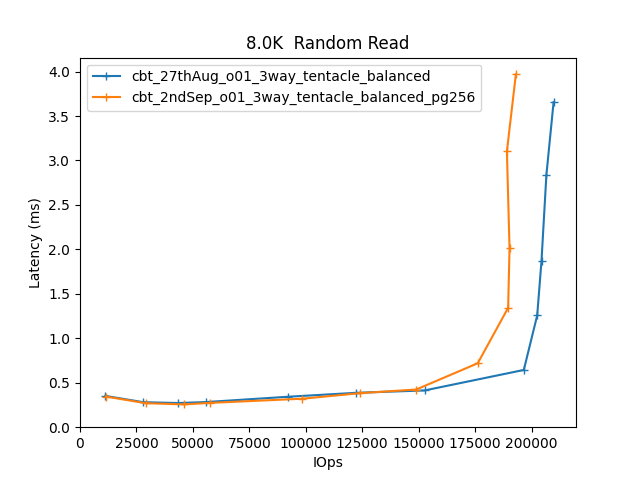 8.0K  Random Read
cbt_27thAug_o01_3way_tentacle_balanced
cbt_2ndSep_o01_3way_tentacle_balanced_pg256
Latency (ms)
4.0
3.5
3.0
2.5
2.0
1.5
1.0
0.5
0.0
0 25000 50000 75000 100000 125000 150000 175000 200000
IOps